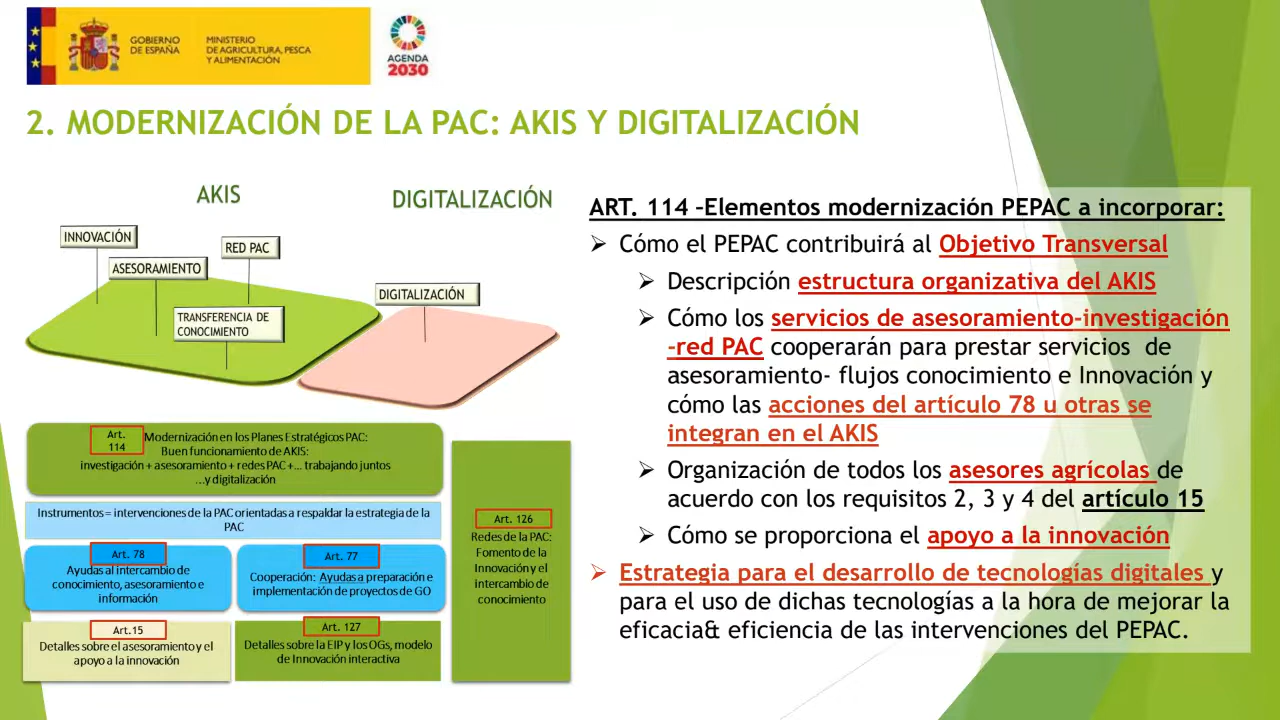 GOBIERNO
DE ESPAÑA
MINISTERIO
DE AGRICULTURA, PESCA
Y ALIMENTACIÓN
AGENDA
2030
2. MODERNIZACIÓN DE LA PAC: AKIS Y DIGITALIZACIÓN
AKIS
DIGITALIZACIÓN
INNOVACIÓN
RED PAC
ASESORAMIENTO
DIGITALIZACIÓN
TRANSFERENCIA DE
CONOCIMIENTO
Art.
114
Modernización en los Planes Estratégicos PAC:
Buen funcionamiento de AKIS:
investigación + asesoramiento + redes PAC +... trabajando juntos
...y digitalización
Instrumentos = intervenciones de la PAC orientadas a respaldar la estrategia de la
PAC
Art. 78
Ayudas al intercambio de
conocimiento, asesoramiento e
información
Art. 77
Cooperación: Ayudas a preparación e
implementación de proyectos de GO
Art.15
Detalles sobre el asesoramiento y el
apoyo a la innovación
Art. 127
Detalles sobre la EIP y los OGs, modelo
de Innovación interactiva
Art. 126
Redes de la PAC:
Fomento de la
Innovación y el
intercambio de
conocimiento
ART. 114 –Elementos modernización PEPAC a incorporar:
Cómo el PEPAC contribuirá al Objetivo Transversal
Descripción estructura organizativa del AKIS
Cómo los servicios de asesoramiento-investigación
-red PAC cooperarán para prestar servicios de
asesoramiento- flujos conocimiento e Innovación y
cómo las acciones del artículo 78 u otras se
integran en el AKIS
Organización de todos los asesores agrícolas de
acuerdo con los requisitos 2, 3 y 4 del artículo 15
Cómo se proporciona el apoyo a la innovación
Estrategia para el desarrollo de tecnologías digitales y
para el uso de dichas tecnologías a la hora de mejorar la
eficacia& eficiencia de las intervenciones del PEPAC.